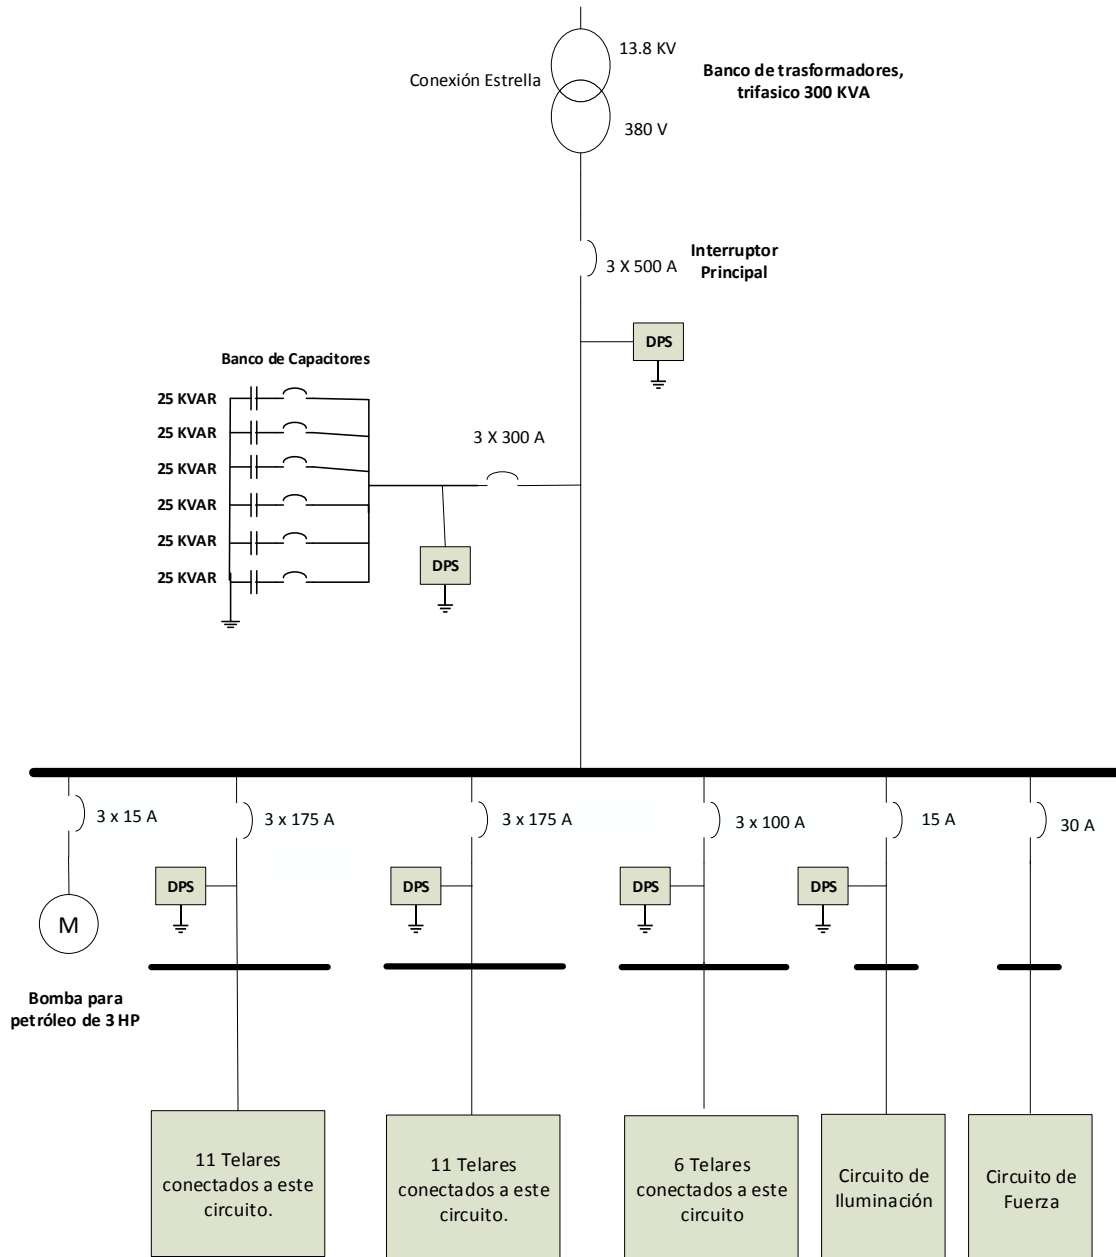 13.8 KV
Conexión Estrella
Banco de trasformadores,
trifasico 300 KVA
380 V
Interruptor
Principal
3 X 500 A
DPS
Banco de Capacitores
25 KVAR
25 KVAR
25 KVAR
25 KVAR
25 KVAR
25 KVAR
3 X 300 A
DPS
3 x 15 A
3 x 175 A
3 x 175 A
3 x 100 A
15 A
30 A
DPS
DPS
DPS
DPS
M
Bomba para
petróleo de 3 HP
11 Telares
conectados a este
circuito.
11 Telares
conectados a este
circuito.
6 Telares
conectados a este
circuito
Circuito de
Iluminación
Circuito de
Fuerza